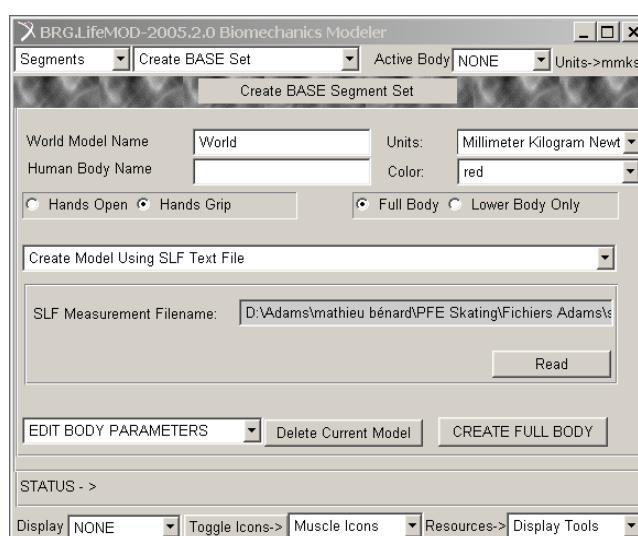 BRG.LifeMOD-2005.2.0 Biomechanics Modeler
Segments Create BASE Set Active Body NONE Units->mmks
Create BASE Segment Set
World Model Name World Units: Millimeter Kilogram Newt
Human Body Name Color: red
Hands Open Hands Grip Full Body Lower Body Only
Create Model Using SLF Text File
SLF Measurement Filename: D:\Adams\mathieu bénard\PFE Skating\Fichiers Adams\s
Read
EDIT BODY PARAMETERS Delete Current Model CREATE FULL BODY
STATUS - >
Display NONE Toggle Icons-> Muscle Icons Resources-> Display Tools